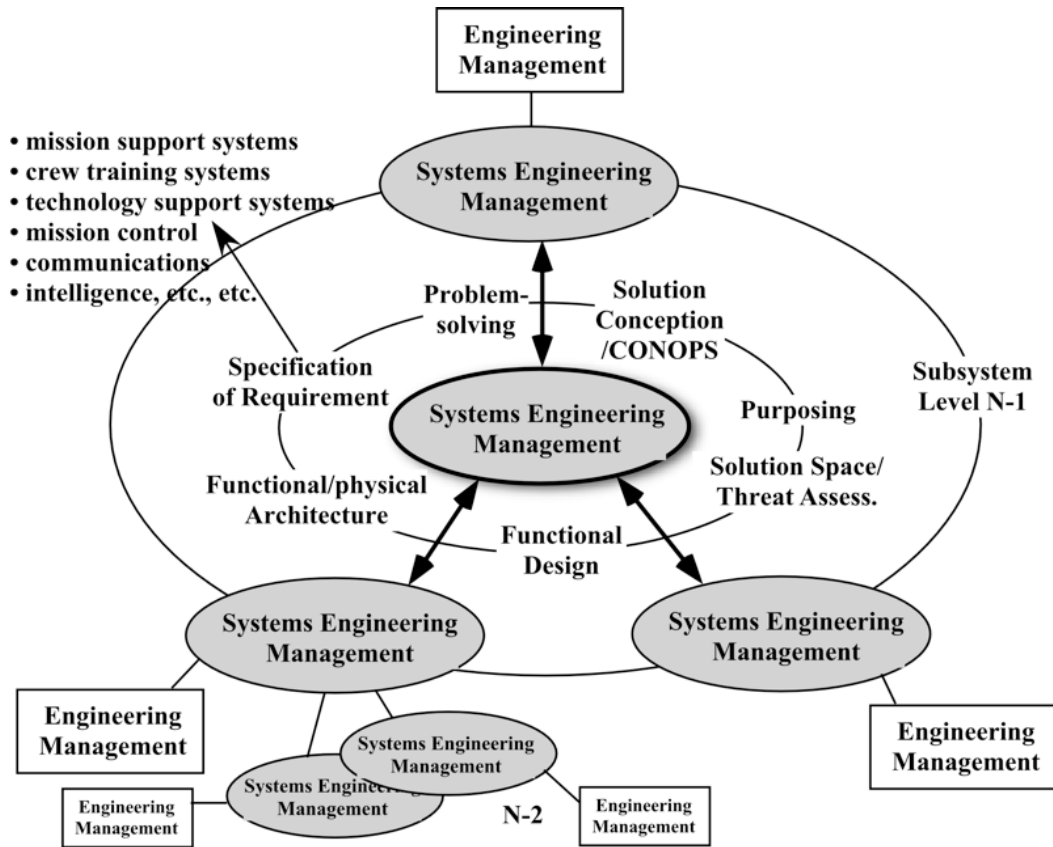 Engineering
Management
• mission support systems
• crew training systems
• technology support systems
• mission control
• communications
• intelligence, etc., etc.
Systems Engineering
Management
Problem-
solving
Solution
Conception
/CONOPS
Specification
of Requirement
Subsystem
Level N-1
Systems Engineering
Management
Purposing
Solution Space/
Threat Assess.
Functional/physical
Architecture
Functional
Design
Systems Engineering
Management
Systems Engineering
Management
Engineering
Management
Engineering
Management
Systems Engineering
Management
Systems Engineering
Management
Engineering
Management
N-2
Engineering
Management